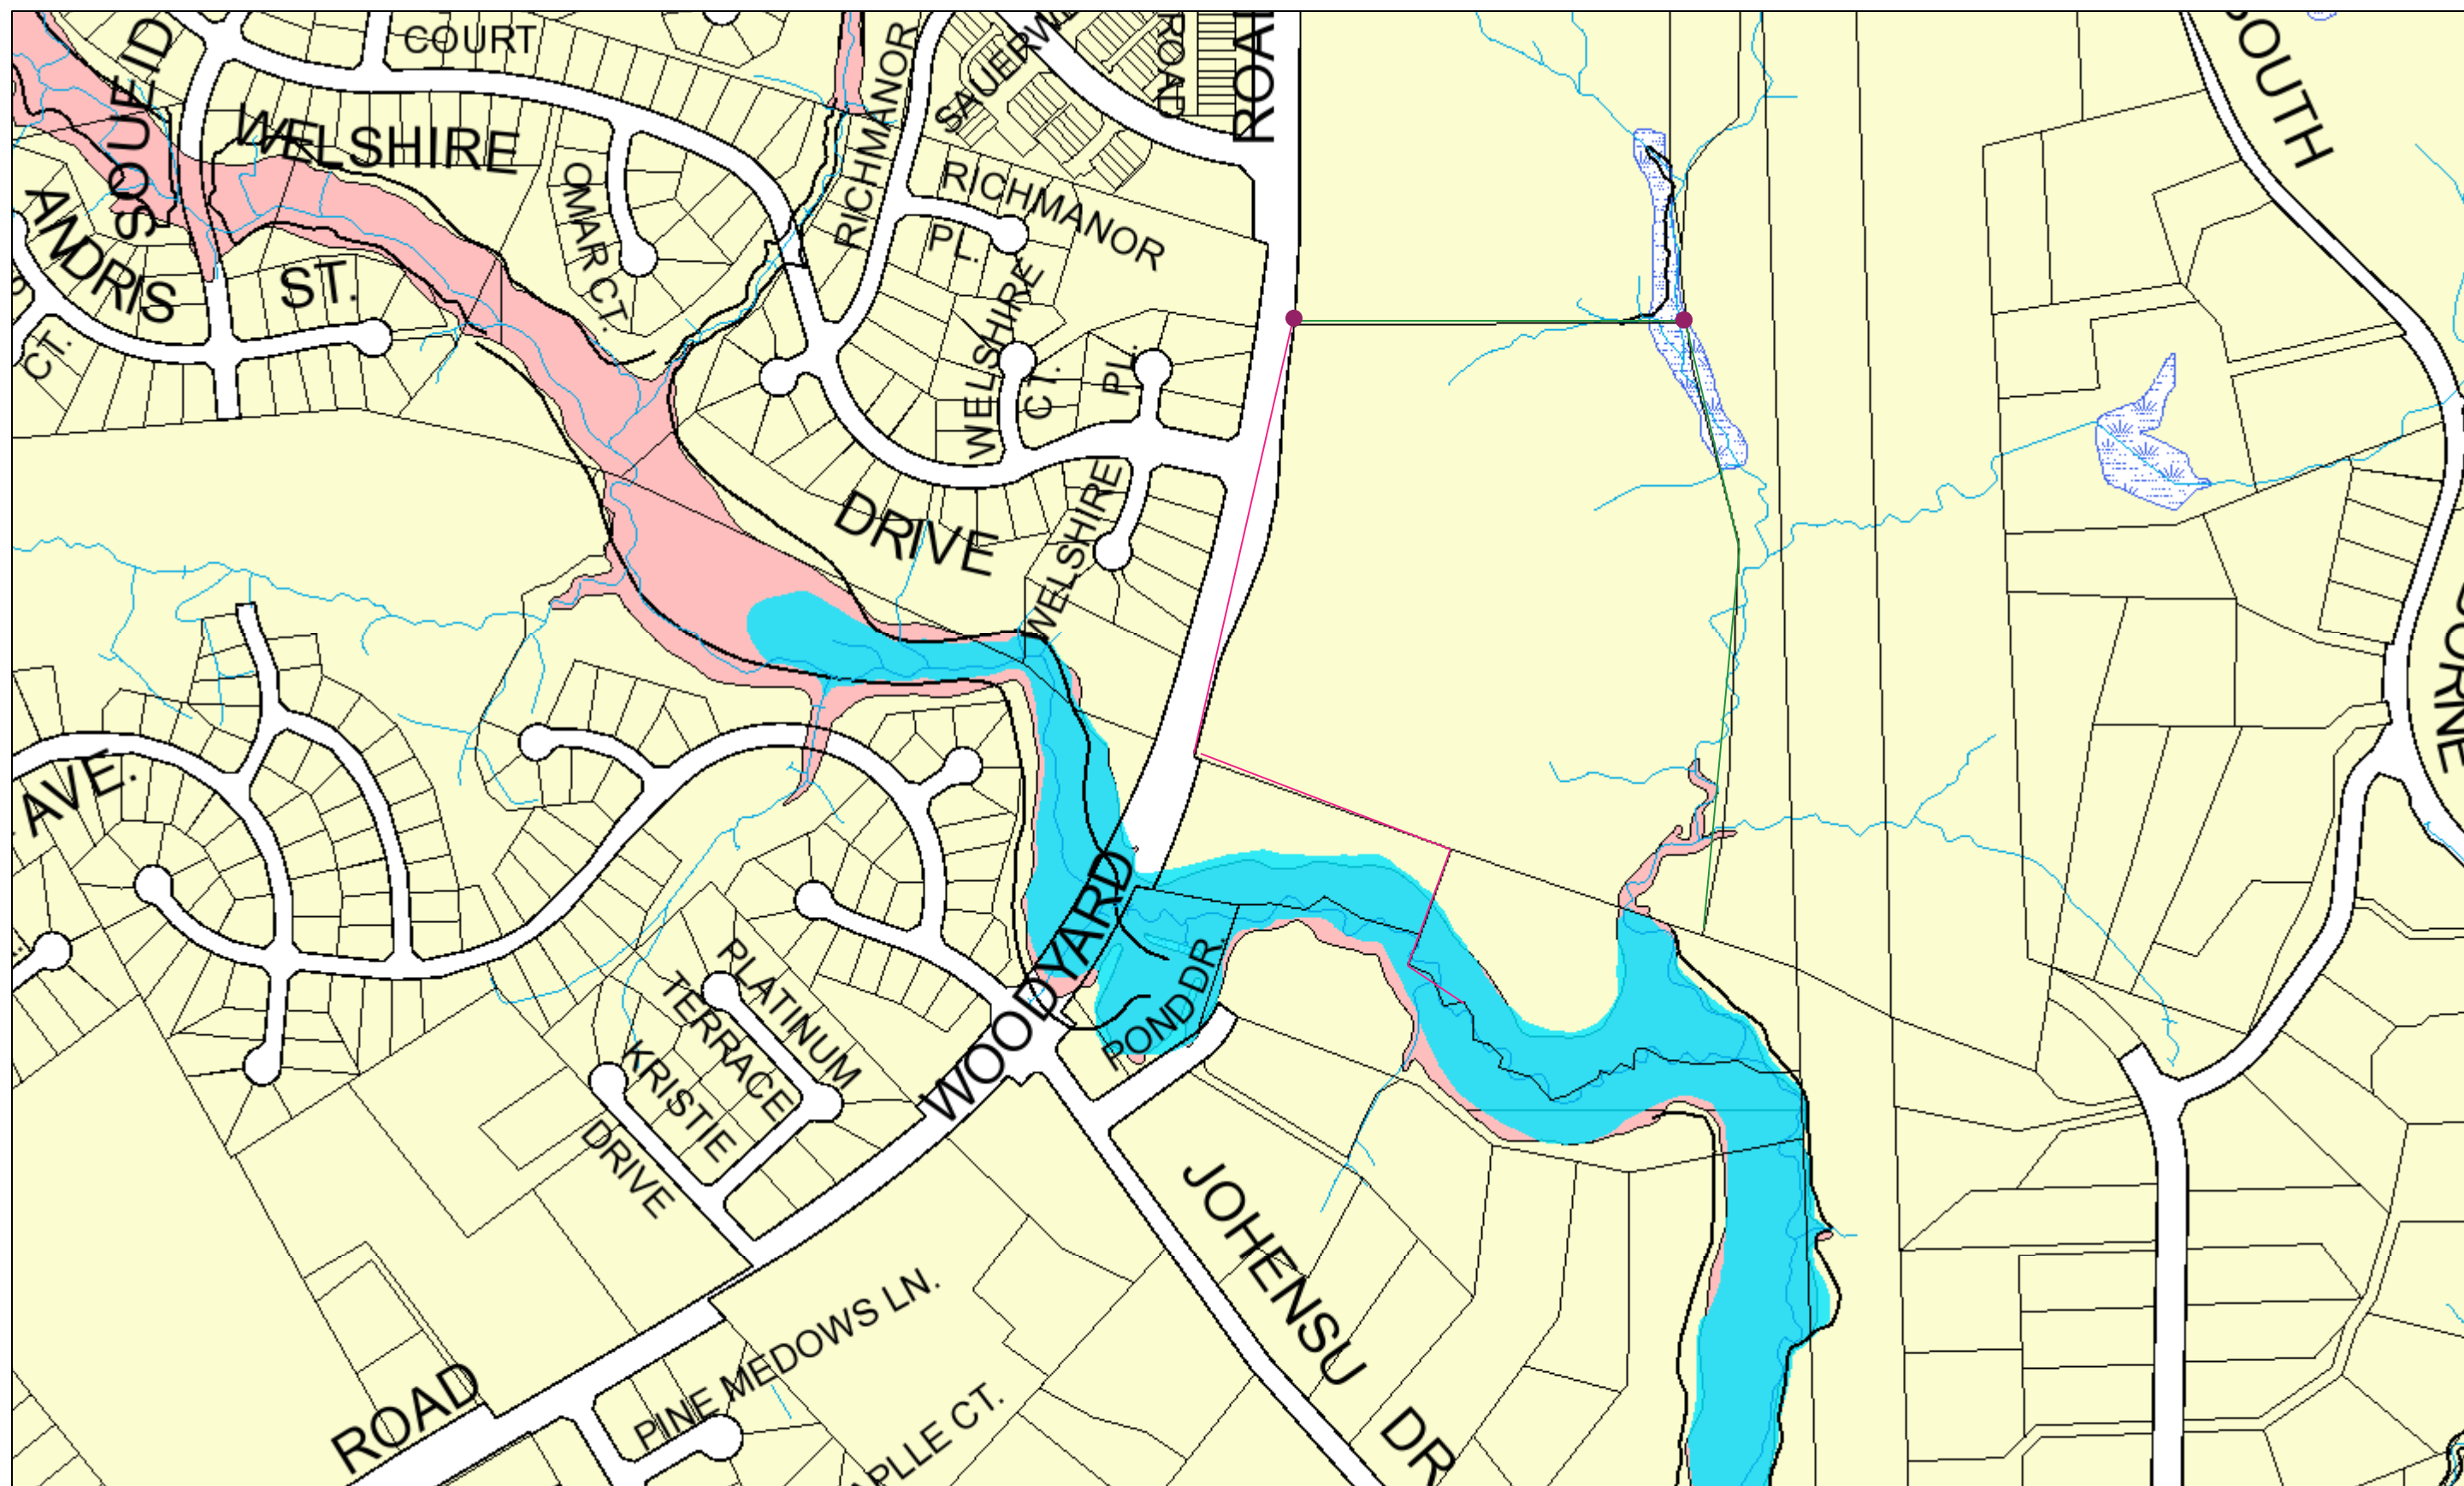 COURT
SQUEID
WELSHIRE
RICHMANOR
ROAD
SOUTH
OMAR CT.
RICHMANOR
PL.
ANDRIS
ST.
CT.
WELSHIRE
CT.
PL.
DRIVE
WELSHIRE
AVE.
WOODYARD
POND DR.
PLATINUM
TERRACE
KRISTIE
DRIVE
JOHENSU
DR
PINE MEDOWS LN.
ROAD